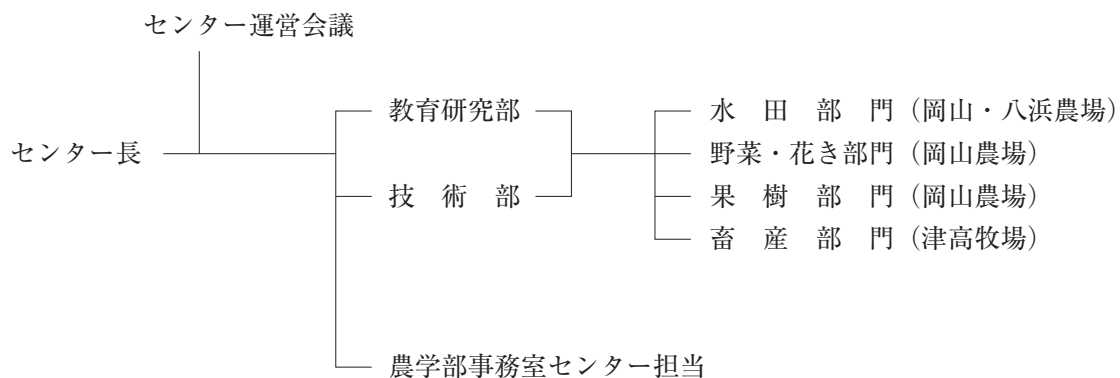 センター運営会議
教育研究部
水田部門(岡山・八浜農場)
センター長
野菜・花き部門(岡山農場)
技術部
果樹部門(岡山農場)
畜産部門(津高牧場)
農学部事務室センター担当